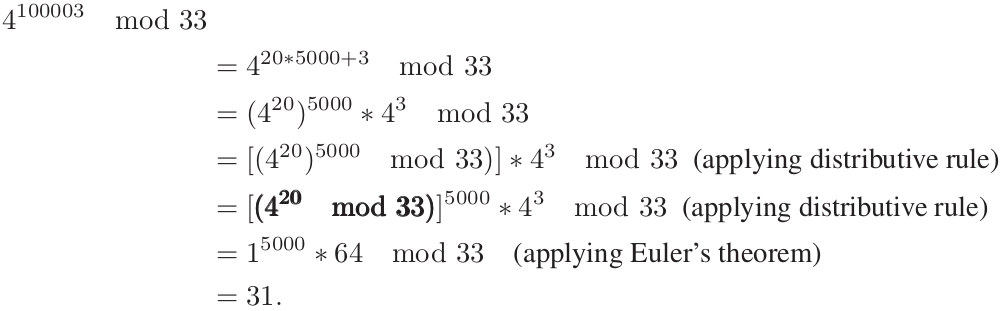 4^{100003} mod 33
= 4^{20*5000+3} mod 33
= (4^{20})^{5000} * 4^3 mod 33
= [(4^{20})^{5000} mod 33)] * 4^3 mod 33 (applying distributive rule)
= [(4^{20} mod 33)]^{5000} * 4^3 mod 33 (applying distributive rule)
= 1^{5000} * 64 mod 33 (applying Euler’s theorem)
= 31.